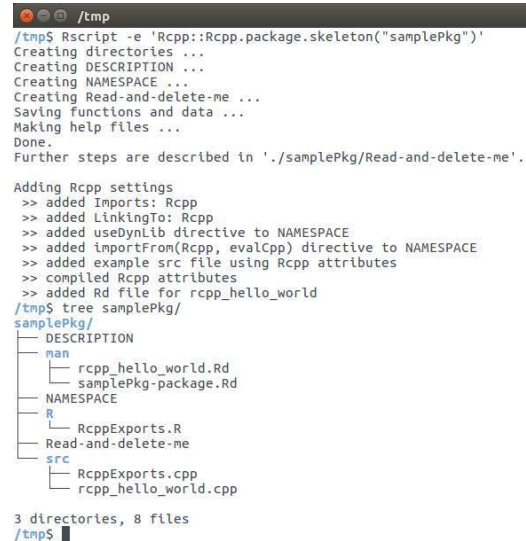 /tmp
/tmp$ Rscript -e 'Rcpp::Rcpp.package.skeleton("samplePkg")'
Creating directories ...
Creating DESCRIPTION ...
Creating NAMESPACE ...
Creating Read-and-delete-me ...
Saving functions and data ...
Making help files ...
Done.
Further steps are described in './samplePkg/Read-and-delete-me'.

Adding Rcpp settings
 >> added Imports: Rcpp
 >> added LinkingTo: Rcpp
 >> added useDynLib directive to NAMESPACE
 >> added importFrom(Rcpp, evalCpp) directive to NAMESPACE
 >> added example src file using Rcpp attributes
 >> compiled Rcpp attributes
 >> added Rd file for rcpp_hello_world
/tmp$ tree samplePkg/
samplePkg/
├── DESCRIPTION
├── man
│   ├── rcpp_hello_world.Rd
│   └── samplePkg-package.Rd
├── NAMESPACE
├── R
│   └── RcppExports.R
├── Read-and-delete-me
└── src
    ├── RcppExports.cpp
    └── rcpp_hello_world.cpp

3 directories, 8 files
/tmp$